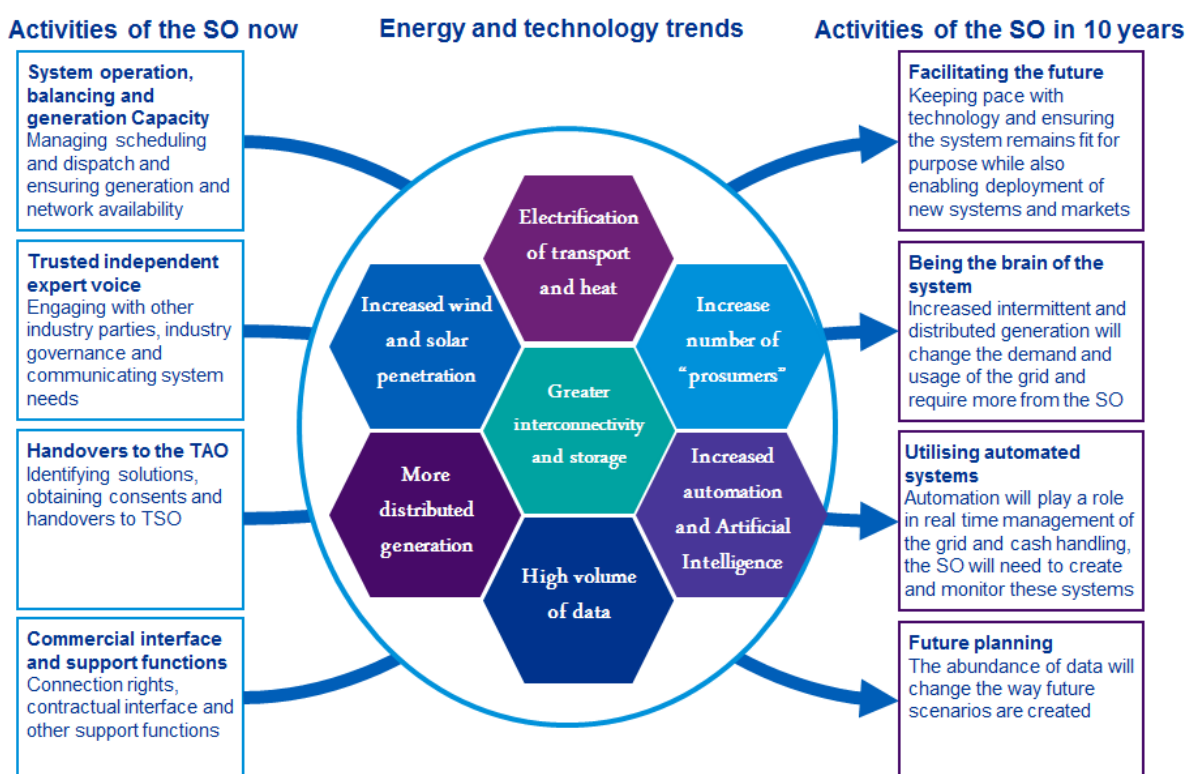 Activities of the SO now
System operation,
balancing and
generation Capacity
Managing scheduling
and dispatch and
ensuring generation and
network availability
Trusted independent
expert voice
Engaging with other
industry parties, industry
governance and
communicating system
needs
Handovers to the TAO
Identifying solutions,
obtaining consents and
handovers to TSO
Commercial interface
and support functions
Connection rights,
contractual interface and
other support functions
Energy and technology trends
Electrification
of transport
and heat
Increased wind
and solar
penetration
Increase
number of
“prosumers”
Greater
interconnectivity
and storage
More
distributed
generation
Increased
automation
and Artificial
Intelligence
High volume
of data
Activities of the SO in 10 years
Facilitating the future
Keeping pace with
technology and ensuring
the system remains fit for
purpose while also
enabling deployment of
new systems and markets
Being the brain of the
system
Increased intermittent and
distributed generation will
change the demand and
usage of the grid and
require more from the SO
Utilising automated
systems
Automation will play a role
in real time management of
the grid and cash handling,
the SO will need to create
and monitor these systems
Future planning
The abundance of data will
change the way future
scenarios are created